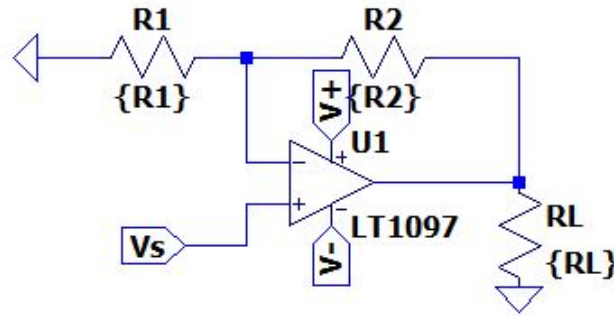 R1
R2
{R1}
{R2}
V+
U1
Vs
LT1097
V-
RL
{RL}